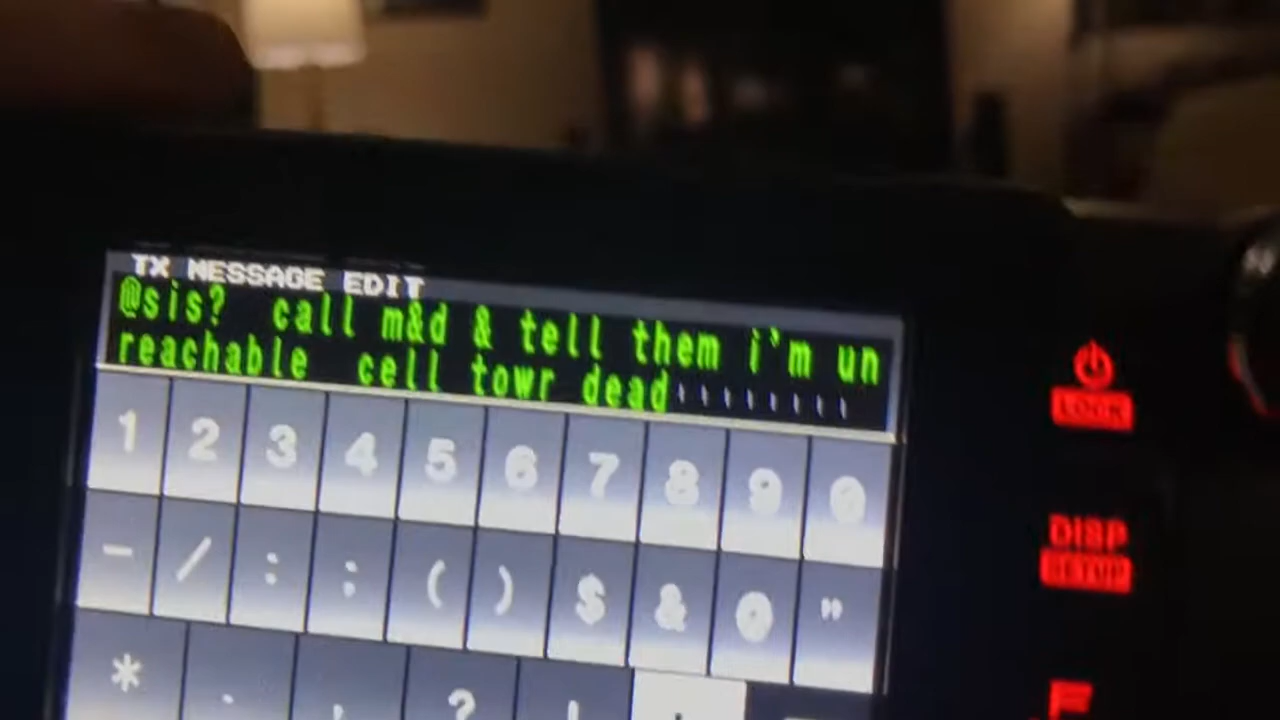 TX MESSAGE EDIT
@sis?  call m&d & tell them i'm un
reachable  cell towr dead
LOCK
1 2 3 4 5 6 7 8 9 0
DISP
SETUP
- / : ; ( ) $ & @ "
* . , ? !
F